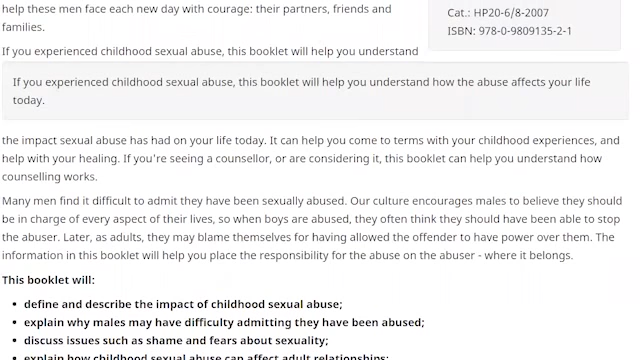 help these men face each new day with courage: their partners, friends and
families.
Cat.: HP20-6/8-2007
ISBN: 978-0-9809135-2-1
If you experienced childhood sexual abuse, this booklet will help you understand
If you experienced childhood sexual abuse, this booklet will help you understand how the abuse affects your life
today.
the impact sexual abuse has had on your life today. It can help you come to terms with your childhood experiences, and
help with your healing. If you're seeing a counsellor, or are considering it, this booklet can help you understand how
counselling works.
Many men find it difficult to admit they have been sexually abused. Our culture encourages males to believe they should
be in charge of every aspect of their lives, so when boys are abused, they often think they should have been able to stop
the abuser. Later, as adults, they may blame themselves for having allowed the offender to have power over them. The
information in this booklet will help you place the responsibility for the abuse on the abuser - where it belongs.
This booklet will:
• define and describe the impact of childhood sexual abuse;
• explain why males may have difficulty admitting they have been abused;
• discuss issues such as shame and fears about sexuality;
• explain how childhood sexual abuse can affect adult relationships;